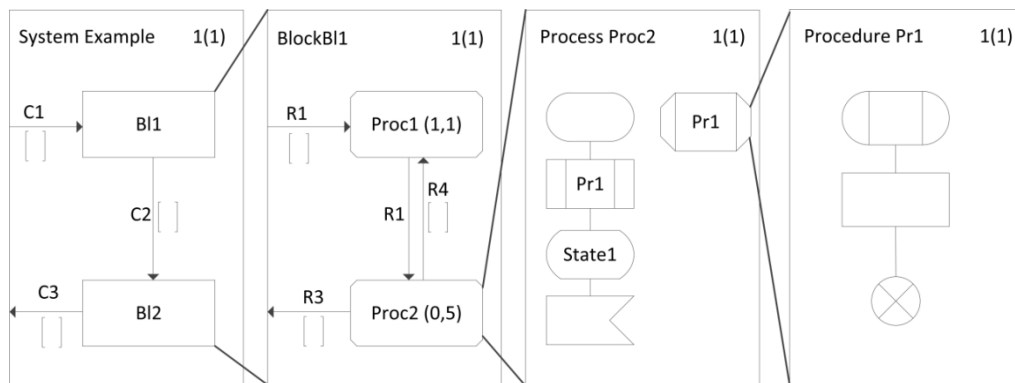 System Example 1(1)
C1
Bl1
C2
C3
Bl2
BlockBl1 1(1)
R1
Proc1 (1,1)
R4
R1
R3
Proc2 (0,5)
Process Proc2 1(1)
Pr1
Pr1
State1
Procedure Pr1 1(1)